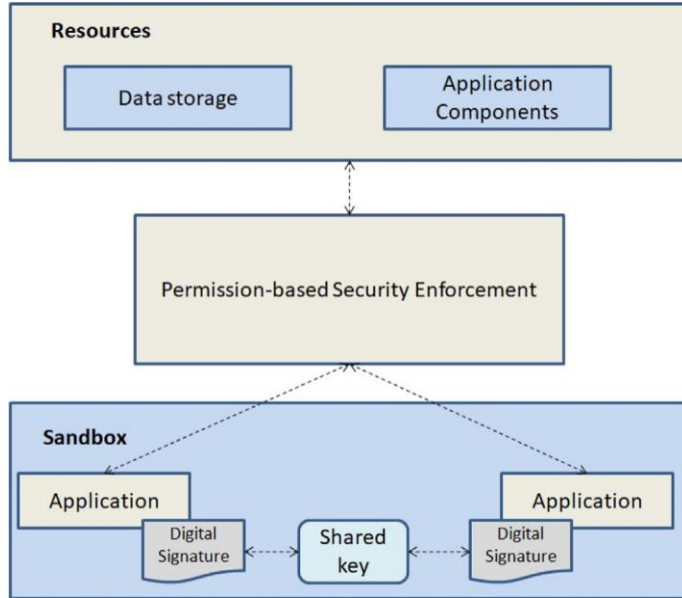 Resources
Data storage
Application
Components
Permission-based Security Enforcement
Sandbox
Application
Application
Digital
Signature
Shared
key
Digital
Signature